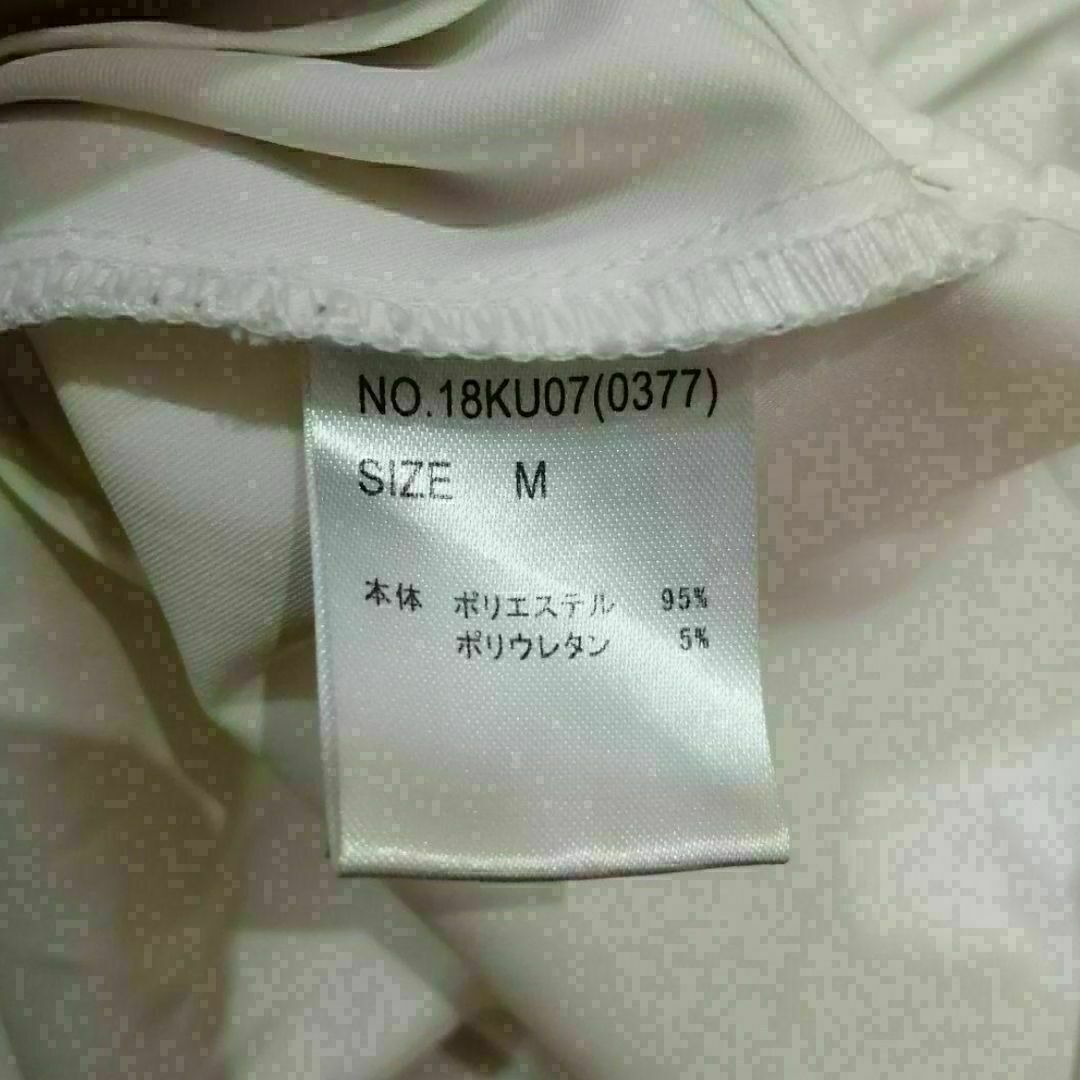 NO.18KU07(0377)
SIZE M
本体 ポリエステル 95%
ポリウレタン 5%